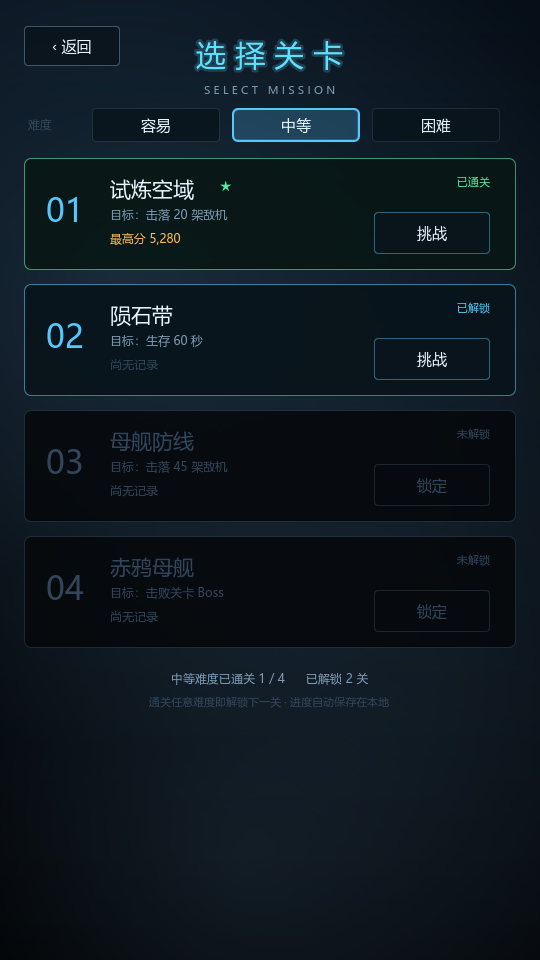 ‹ 返回
选择关卡
SELECT MISSION
难度
容易
中等
困难
01
试炼空域 ★
已通关
目标：击落 20 架敌机
最高分 5,280
挑战
02
陨石带
已解锁
目标：生存 60 秒
尚无记录
挑战
03
母舰防线
未解锁
目标：击落 45 架敌机
尚无记录
锁定
04
赤鸦母舰
未解锁
目标：击败关卡 Boss
尚无记录
锁定
中等难度已通关 1 / 4 已解锁 2 关
通关任意难度即解锁下一关 · 进度自动保存在本地